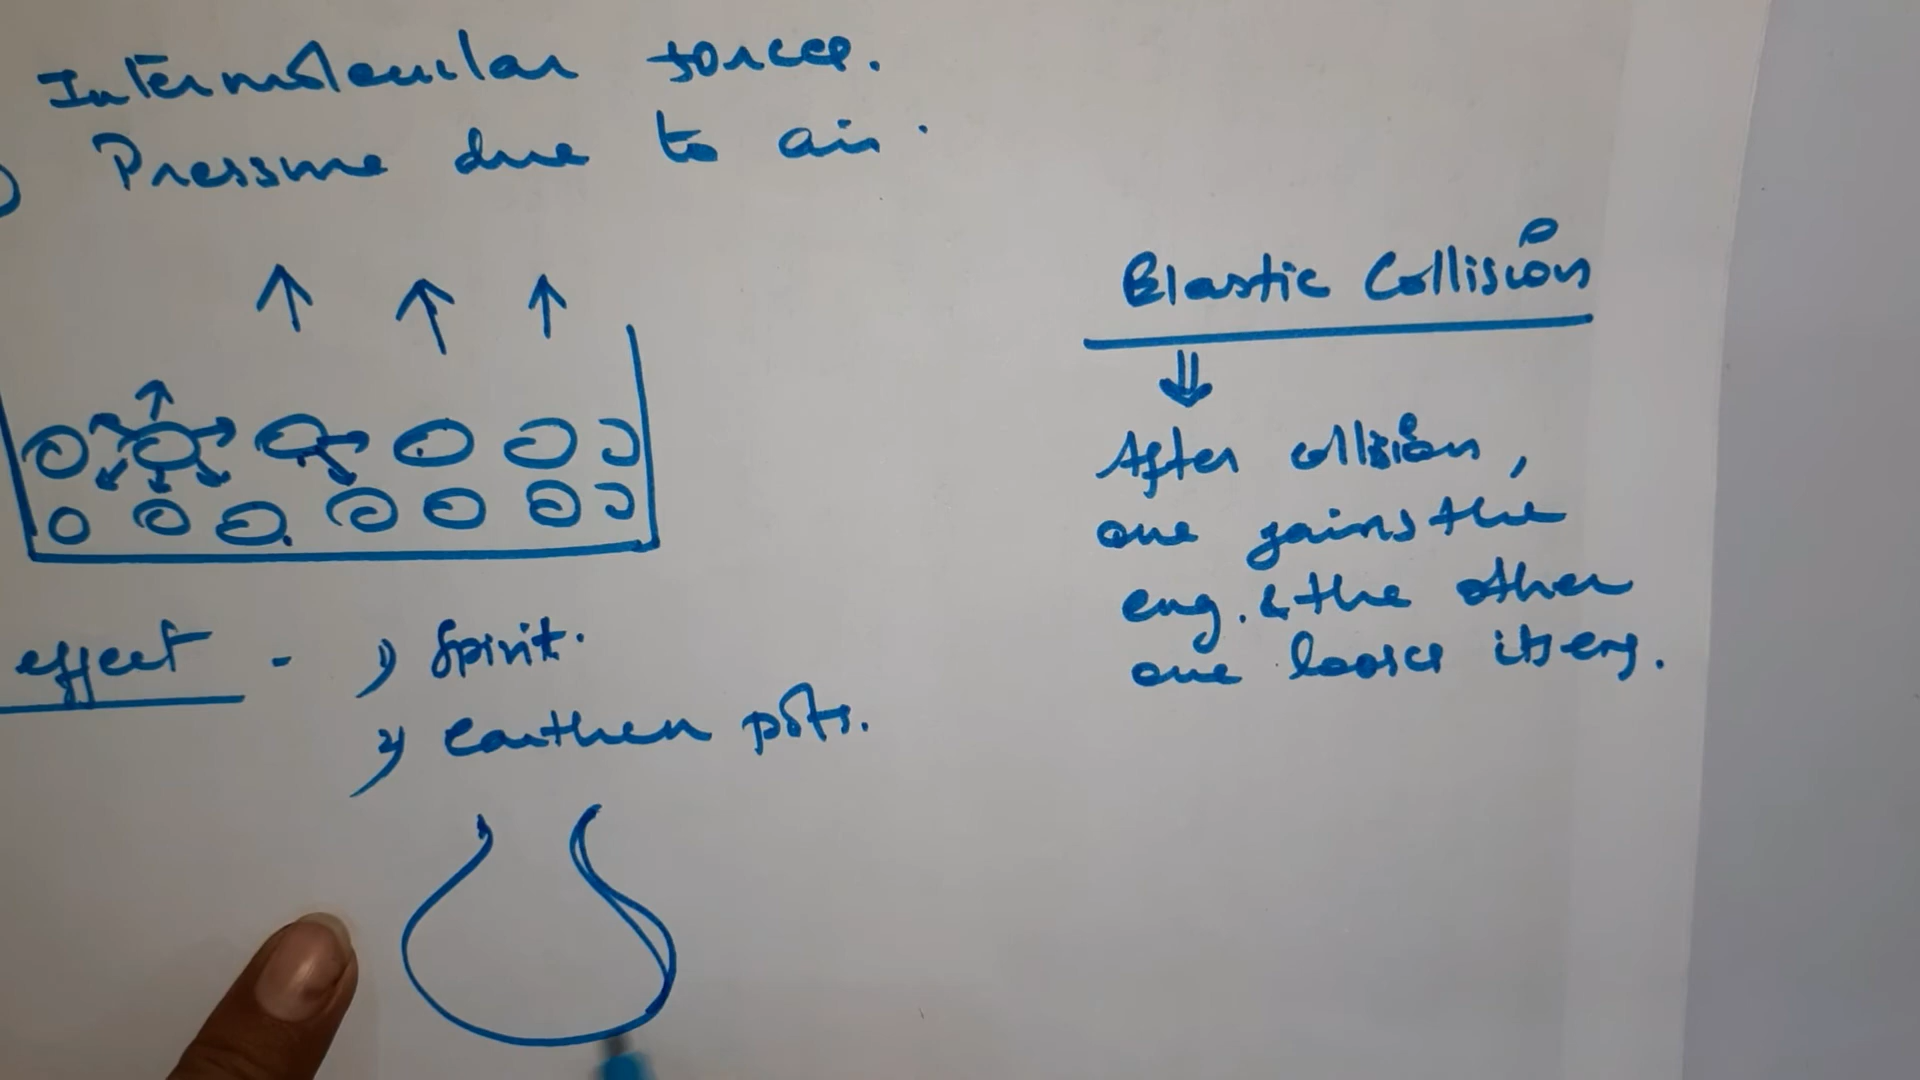 Intermolecular forces.
) Pressure due to air.
Elastic Collision
After collision,
one gains the
eng. & the other
one looses its eng.
effect - 1) Spirit.
2) Earthen pots.